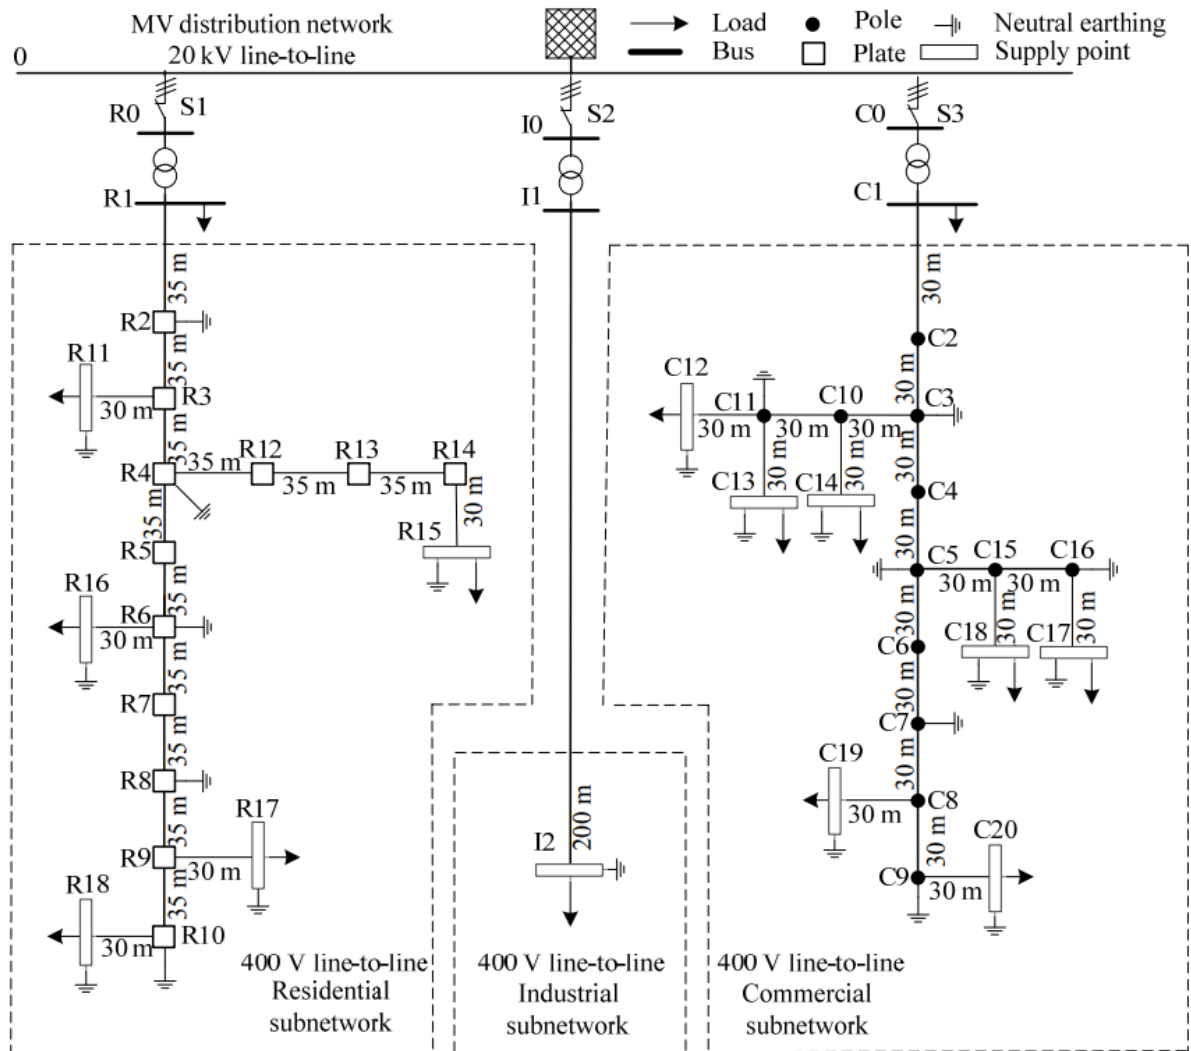 MV distribution network
20 kV line-to-line
0
Load
Bus
Pole
Plate
Neutral earthing
Supply point
R0
S1
I0
S2
C0
S3
R1
I1
C1
35 m
30 m
R2
C2
35 m
30 m
R11
R3
30 m
C12
C11
C10
C3
30 m
30 m
30 m
35 m
R4
35 m
R12
R13
R14
35 m
35 m
30 m
R15
30 m
C13
30 m
C14
30 m
C4
35 m
R5
30 m
C5
C15
C16
30 m
30 m
R16
35 m
R6
30 m
30 m
C6
30 m
C18
30 m
C17
35 m
R7
30 m
C7
35 m
R8
30 m
C19
C8
30 m
35 m
R17
R9
30 m
200 m
I2
30 m
C20
C9
30 m
R18
35 m
R10
30 m
400 V line-to-line
Residential
subnetwork
400 V line-to-line
Industrial
subnetwork
400 V line-to-line
Commercial
subnetwork